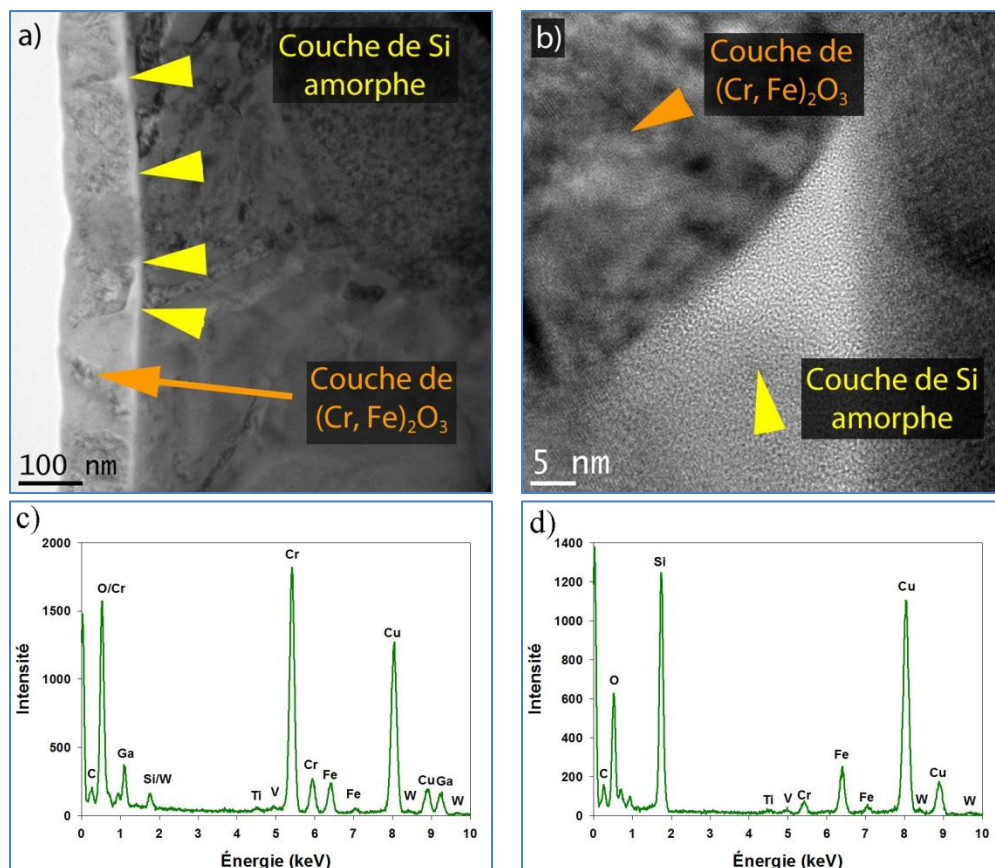 a)
Couche de Si
amorphe
Couche de
(Cr, Fe)₂O₃
100 nm
b)
Couche de
(Cr, Fe)₂O₃
Couche de Si
amorphe
5 nm
c)
2000
1500
1000
500
0
Intensité
C
O/Cr
Ga
Si/W
Ti
V
Cr
Cr
Fe
Fe
Cu
W
Cu
Ga
W
0 1 2 3 4 5 6 7 8 9 10
Énergie (keV)
d)
1400
1200
1000
800
600
400
200
0
Intensité
C
O
Si
Ti
V
Cr
Fe
Fe
Cu
W
Cu
W
0 1 2 3 4 5 6 7 8 9 10
Énergie (keV)